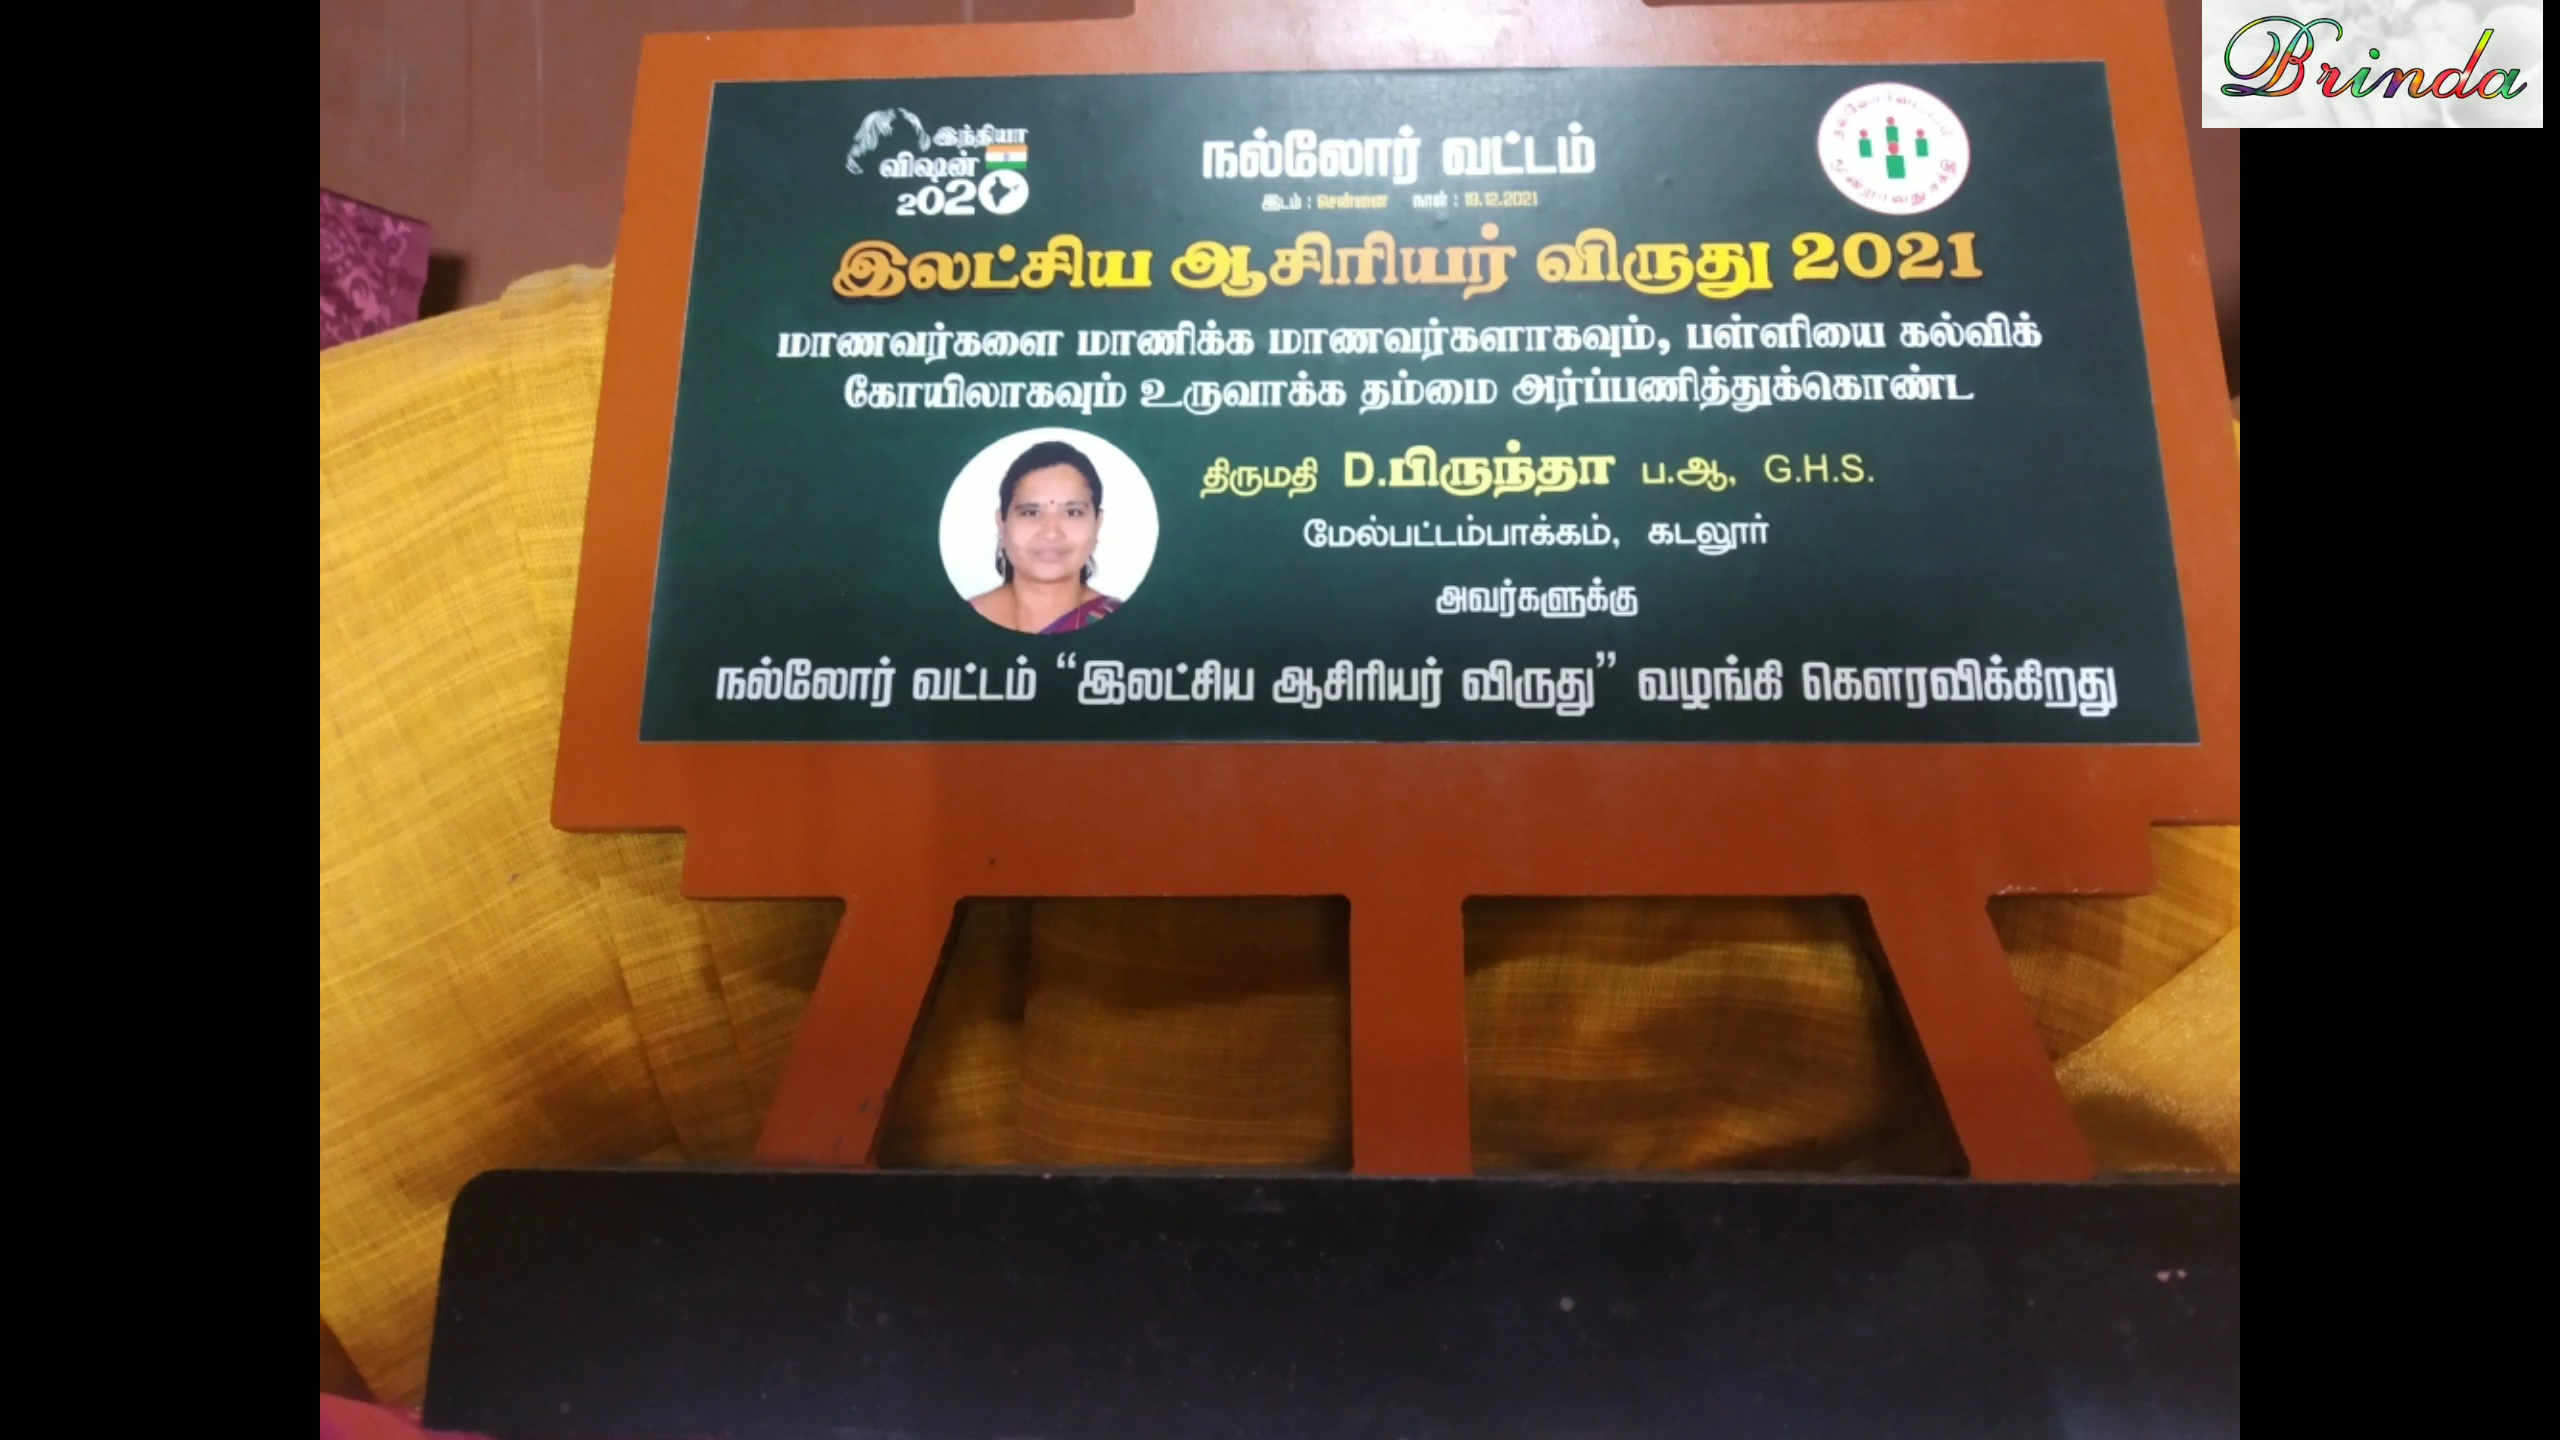 Brinda
இந்தியா
விஷன்
2020
நல்லோர் வட்டம்
இடம் : சென்னை நாள் : 19.12.2021
இலட்சிய ஆசிரியர் விருது 2021
மாணவர்களை மாணிக்க மாணவர்களாகவும், பள்ளியை கல்விக்
கோயிலாகவும் உருவாக்க தம்மை அர்ப்பணித்துக்கொண்ட
திருமதி D.பிருந்தா ப.ஆ, G.H.S.
மேல்பட்டம்பாக்கம், கடலூர்
அவர்களுக்கு
நல்லோர் வட்டம் “இலட்சிய ஆசிரியர் விருது” வழங்கி கௌரவிக்கிறது